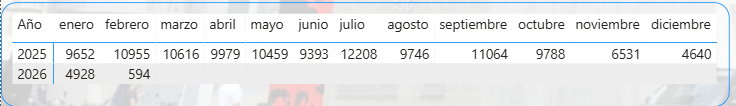 Año enero febrero marzo abril mayo junio julio agosto septiembre octubre noviembre diciembre
2025 9652 10955 10616 9979 10459 9393 12208 9746 11064 9788 6531 4640
2026 4928 594